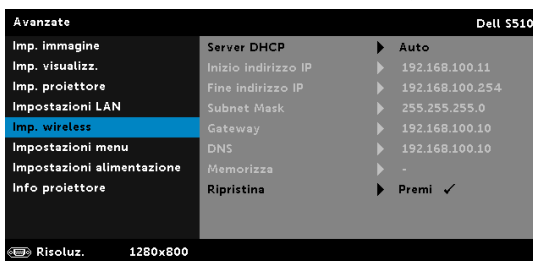 Avanzate Dell S510
Imp. immagine Server DHCP Auto
Imp. visualizz. Inizio indirizzo IP 192.168.100.11
Imp. proiettore Fine indirizzo IP 192.168.100.254
Impostazioni LAN Subnet Mask 255.255.255.0
Imp. wireless Gateway 192.168.100.10
Impostazioni menu DNS 192.168.100.10
Impostazioni alimentazione Memorizza -
Info proiettore Ripristina Premi ✓
Risoluz. 1280x800